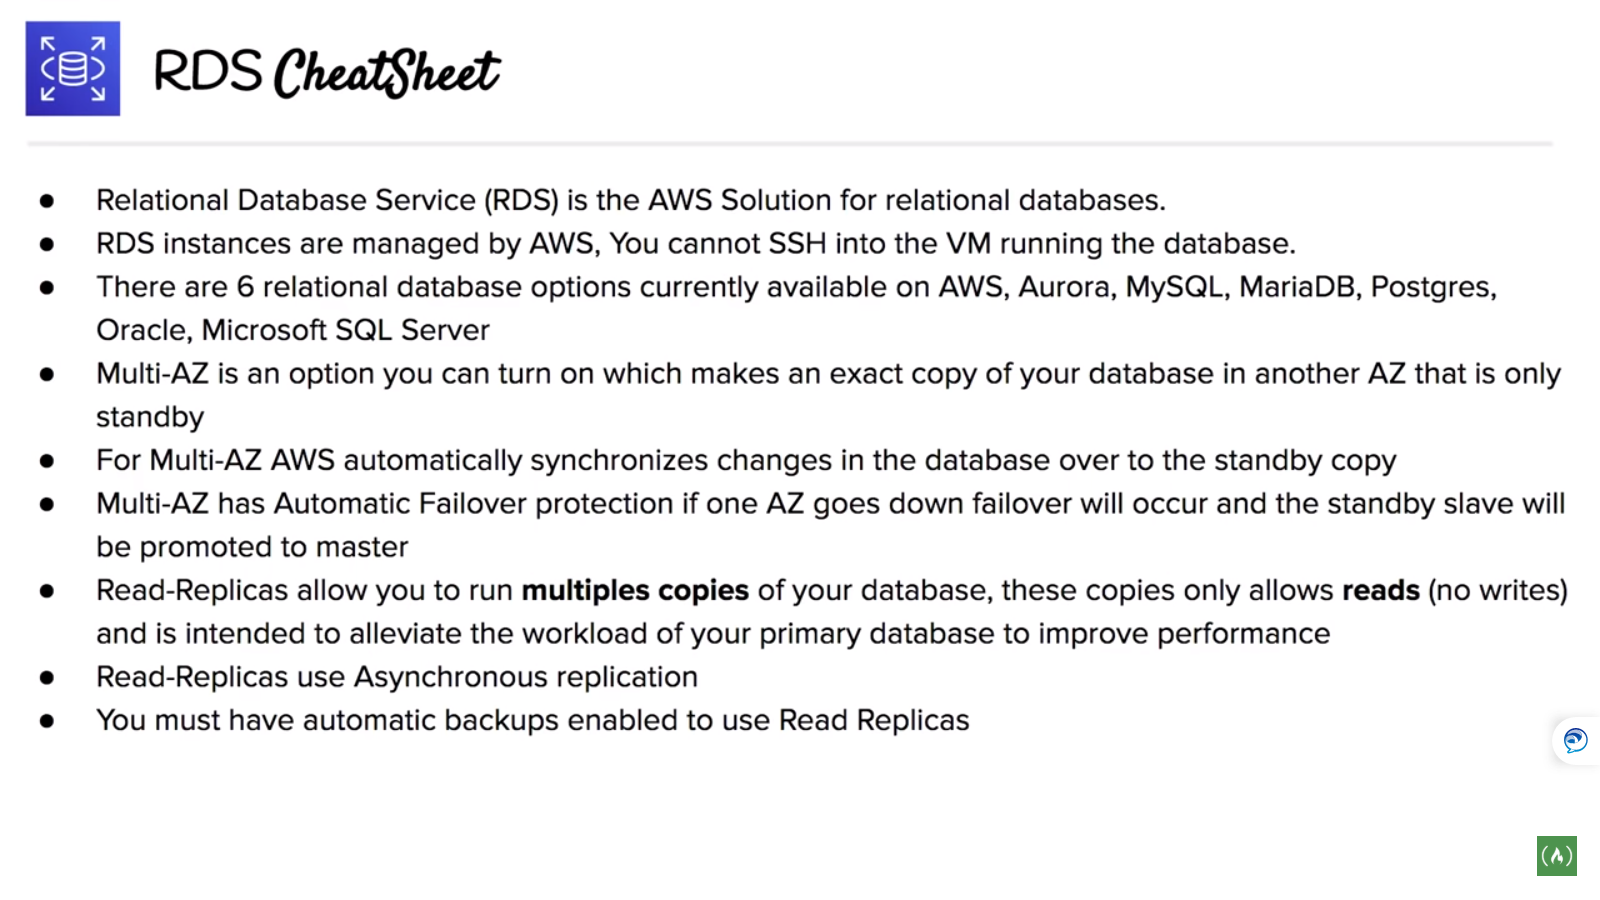 RDS CheatSheet
● Relational Database Service (RDS) is the AWS Solution for relational databases.
● RDS instances are managed by AWS, You cannot SSH into the VM running the database.
● There are 6 relational database options currently available on AWS, Aurora, MySQL, MariaDB, Postgres,
Oracle, Microsoft SQL Server
● Multi-AZ is an option you can turn on which makes an exact copy of your database in another AZ that is only
standby
● For Multi-AZ AWS automatically synchronizes changes in the database over to the standby copy
● Multi-AZ has Automatic Failover protection if one AZ goes down failover will occur and the standby slave will
be promoted to master
● Read-Replicas allow you to run multiples copies of your database, these copies only allows reads (no writes)
and is intended to alleviate the workload of your primary database to improve performance
● Read-Replicas use Asynchronous replication
● You must have automatic backups enabled to use Read Replicas